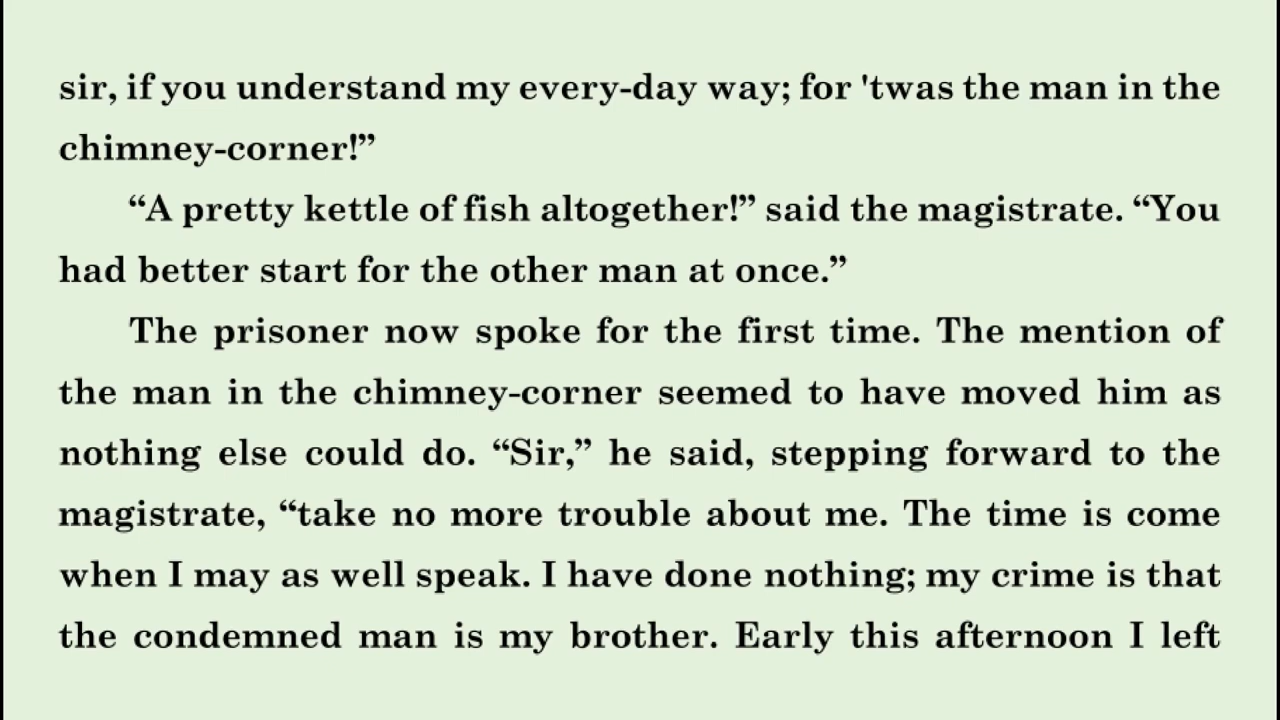 sir, if you understand my every-day way; for 'twas the man in the
chimney-corner!”
“A pretty kettle of fish altogether!” said the magistrate. “You
had better start for the other man at once.”
The prisoner now spoke for the first time. The mention of
the man in the chimney-corner seemed to have moved him as
nothing else could do. “Sir,” he said, stepping forward to the
magistrate, “take no more trouble about me. The time is come
when I may as well speak. I have done nothing; my crime is that
the condemned man is my brother. Early this afternoon I left